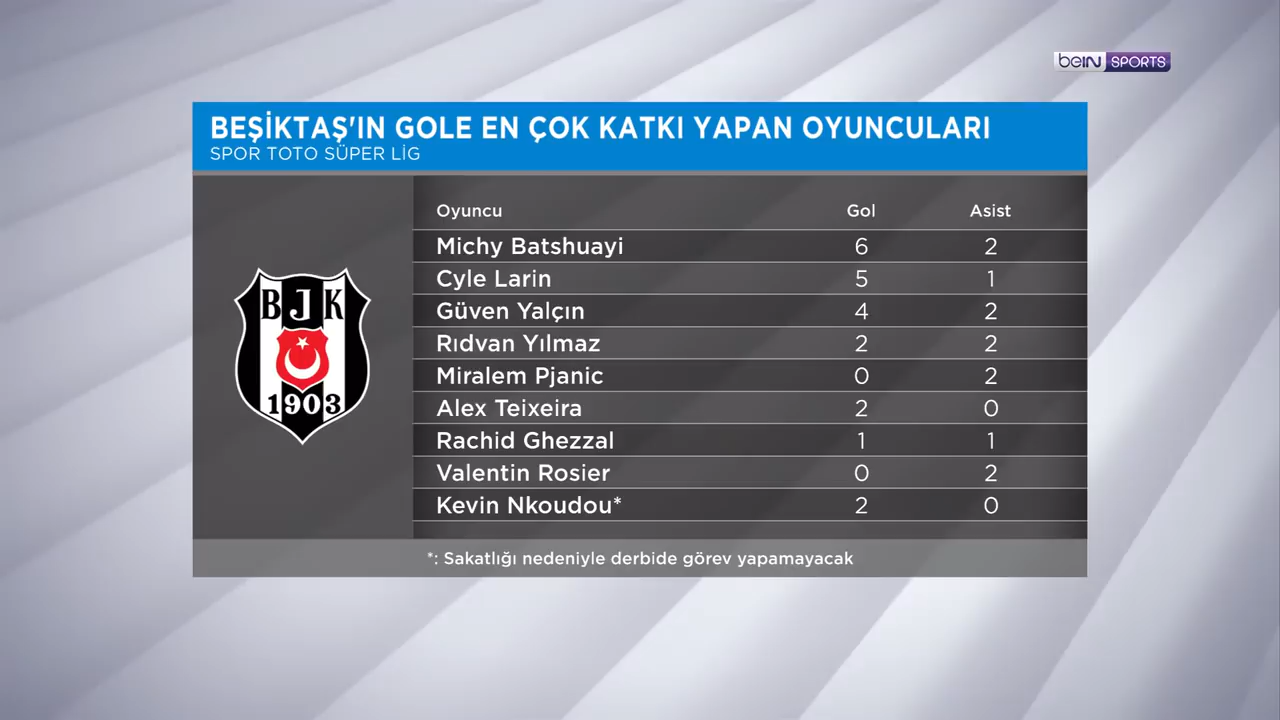 beIN SPORTS
BEŞİKTAŞ'IN GOLE EN ÇOK KATKI YAPAN OYUNCULARI
SPOR TOTO SÜPER LİG
Oyuncu Gol Asist
Michy Batshuayi 6 2
Cyle Larin 5 1
Güven Yalçın 4 2
Rıdvan Yılmaz 2 2
Miralem Pjanic 0 2
Alex Teixeira 2 0
Rachid Ghezzal 1 1
Valentin Rosier 0 2
Kevin Nkoudou* 2 0
BJK
1903
*: Sakatlığı nedeniyle derbide görev yapamayacak